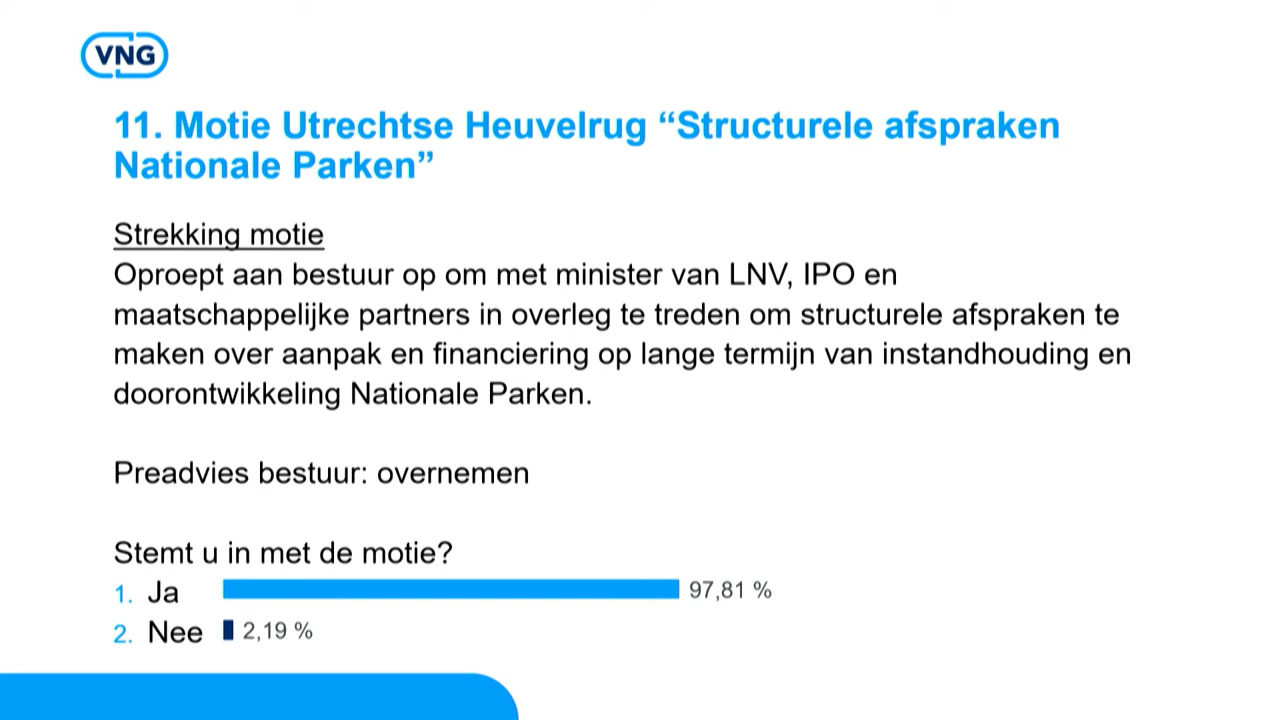 VNG
11. Motie Utrechtse Heuvelrug “Structurele afspraken
Nationale Parken”
Strekking motie
Oproept aan bestuur op om met minister van LNV, IPO en
maatschappelijke partners in overleg te treden om structurele afspraken te
maken over aanpak en financiering op lange termijn van instandhouding en
doorontwikkeling Nationale Parken.
Preadvies bestuur: overnemen
Stemt u in met de motie?
1. Ja 97,81 %
2. Nee 2,19 %